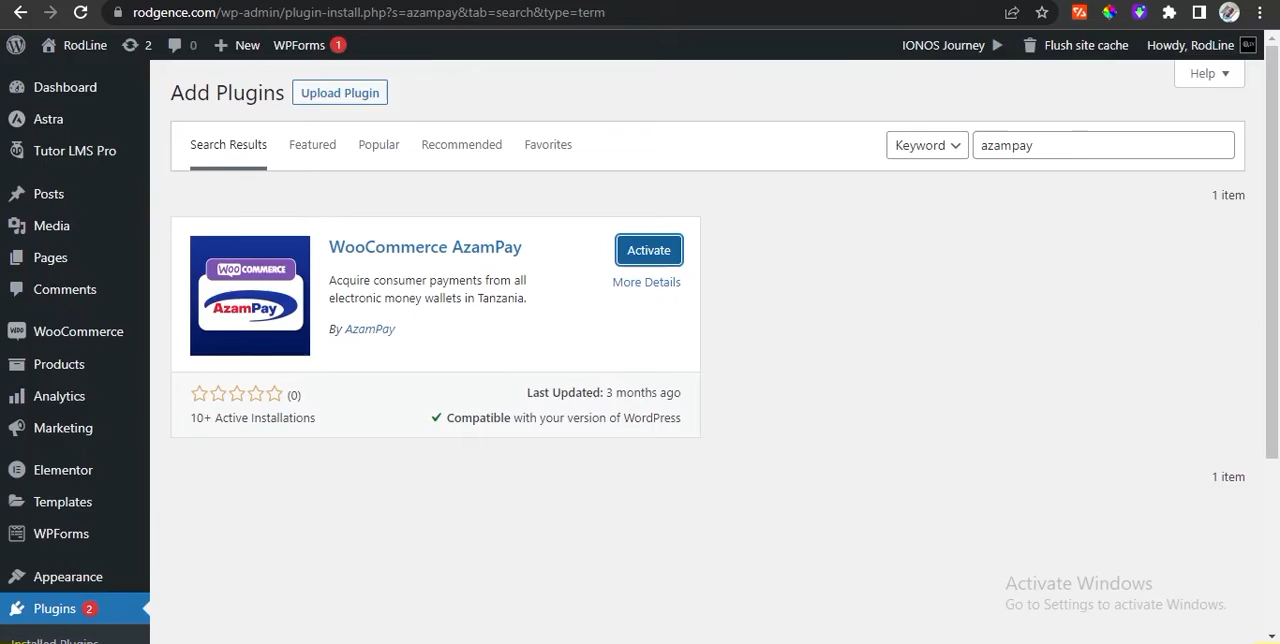 rodgence.com/wp-admin/plugin-install.php?s=azampay&tab=search&type=term
RodLine 2 0 New WPForms 1 IONOS Journey Flush site cache Howdy, RodLine
Dashboard
Astra
Tutor LMS Pro
Posts
Media
Pages
Comments
WooCommerce
Products
Analytics
Marketing
Elementor
Templates
WPForms
Appearance
Plugins 2
Installed Plugins
Help
Add Plugins Upload Plugin
Search Results Featured Popular Recommended Favorites Keyword azampay
1 item
WOO COMMERCE
AzamPay
WooCommerce AzamPay
Activate
More Details
Acquire consumer payments from all
electronic money wallets in Tanzania.
By AzamPay
(0) Last Updated: 3 months ago
10+ Active Installations Compatible with your version of WordPress
1 item
Activate Windows
Go to Settings to activate Windows.